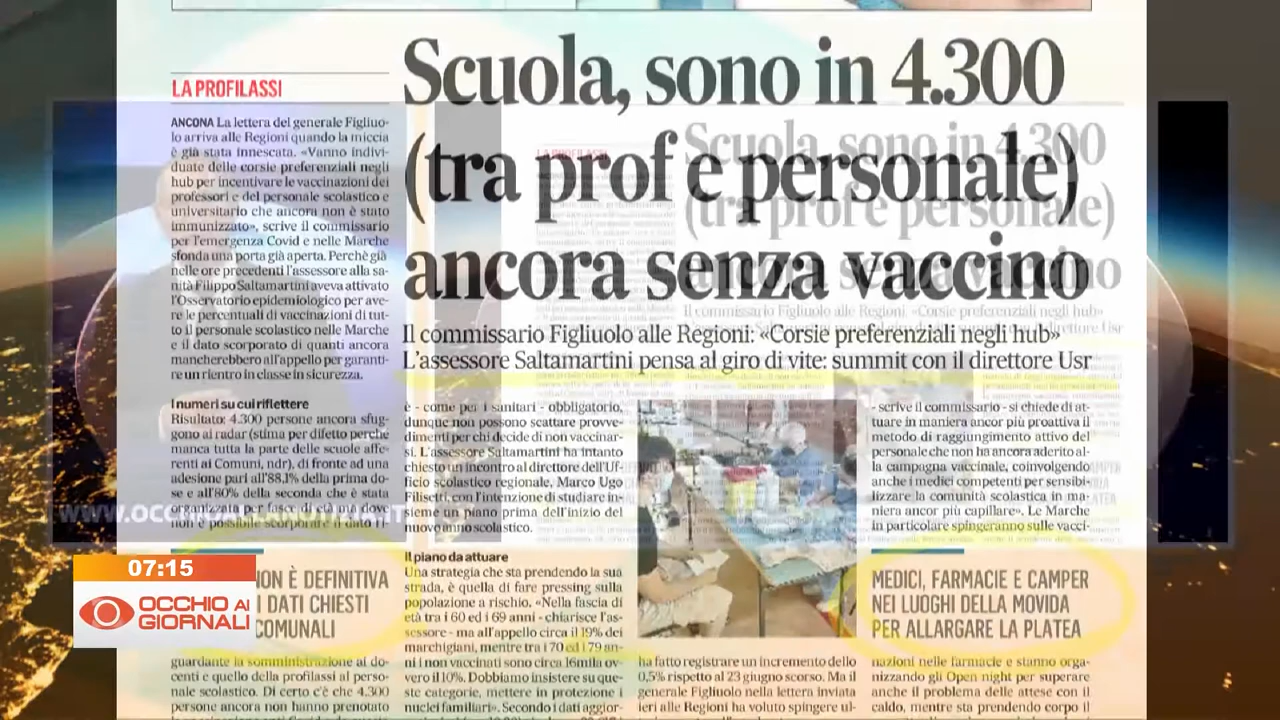 Scuola, sono in 4.300
(tra prof e personale)
ancora senza vaccino
Il commissario Figliuolo alle Regioni: «Corsie preferenziali negli hub»
L'assessore Saltamartini pensa al giro di vite: summit con il direttore Usr
LA PROFILASSI
ANCONA La lettera del generale Figliuo-
lo arriva alle Regioni quando la miccia
è già stata innescata. «Vanno indivi-
duate delle corsie preferenziali negli
hub per incentivare le vaccinazioni dei
professori e del personale scolastico e
universitario che ancora non è stato
immunizzato», scrive il commissario
per l'emergenza Covid e nelle Marche
sfonda una porta già aperta. Perchè già
nelle ore precedenti l'assessore alla sa-
nità Filippo Saltamartini aveva attivato
l'Osservatorio epidemiologico per ave-
re le percentuali di vaccinazioni di tut-
to il personale scolastico nelle Marche
e il dato scorporato di quanti ancora
mancherebbero all'appello per garanti-
re un rientro in classe in sicurezza.
I numeri su cui riflettere
Risultato: 4.300 persone ancora sfug-
gono ai radar (stima per difetto perché
manca tutta la parte delle scuole affe-
renti ai Comuni, ndr), di fronte ad una
adesione pari all'88,1% della prima do-
se e all'80% della seconda che è stata
organizzata per fasce di età ma dove
non è possibile scorporare il dato ri-
NON È DEFINITIVA
I DATI CHIESTI
COMUNALI
guardante la somministrazione ai do-
centi e quello della profilassi al perso-
nale scolastico. Di certo c'è che 4.300
persone ancora non hanno prenotato
è - come per i sanitari - obbligatorio,
dunque non possono scattare provve-
dimenti per chi decide di non vaccinar-
si. L'assessore Saltamartini ha intanto
chiesto un incontro al direttore dell'Uf-
ficio scolastico regionale, Marco Ugo
Filisetti, con l'intenzione di studiare in-
sieme un piano prima dell'inizio del
nuovo anno scolastico.
Il piano da attuare
Una strategia che sta prendendo la sua
strada, è quella di fare pressing sulla
popolazione a rischio. «Nella fascia di
età tra i 60 ed i 69 anni - chiarisce l'as-
sessore - ma all'appello circa il 19% dei
marchigiani, mentre tra i 70 ed i 79 an-
ni i non vaccinati sono circa 16mila ov-
vero il 10%. Dobbiamo insistere su que-
ste categorie, mettere in protezione i
nuclei familiari». Secondo i dati aggior-
ha fatto registrare un incremento dello
0,5% rispetto al 23 giugno scorso. Ma il
generale Figliuolo nella lettera inviata
ieri alle Regioni ha voluto spingere ul-
- scrive il commissario - si chiede di at-
tuare in maniera ancor più proattiva il
metodo di raggiungimento attivo del
personale che non ha ancora aderito al-
la campagna vaccinale, coinvolgendo
anche i medici competenti per sensibi-
lizzare la comunità scolastica in ma-
niera ancor più capillare». Le Marche
in particolare spingeranno sulle vacci-
MEDICI, FARMACIE E CAMPER
NEI LUOGHI DELLA MOVIDA
PER ALLARGARE LA PLATEA
nazioni nelle farmacie e stanno orga-
nizzando gli Open night per superare
anche il problema delle attese con il
caldo, mentre sta prendendo corpo il
07:15
OCCHIO AI
GIORNALI